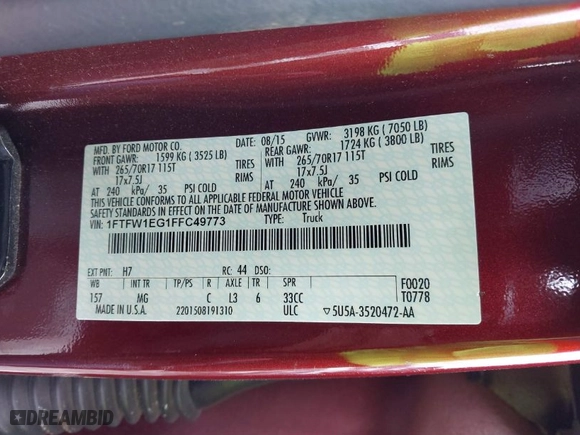 MFD. BY FORD MOTOR CO. DATE: 08/15 GVWR: 3198 KG ( 7050 LB)
FRONT GAWR: 1599 KG ( 3525 LB) REAR GAWR: 1724 KG ( 3800 LB)
265/70R17 115T TIRES 265/70R17 115T TIRES
17x7.5J RIMS 17x7.5J RIMS
AT 240 kPa/ 35 PSI COLD AT 240 kPa/ 35 PSI COLD
THIS VEHICLE CONFORMS TO ALL APPLICABLE FEDERAL MOTOR VEHICLE
SAFETY STANDARDS IN EFFECT ON THE DATE OF MANUFACTURE SHOWN ABOVE.
VIN: 1FTFW1EG1FFC49773 TYPE: Truck
EXT PNT: H7 RC: 44 DSO:
WB INT TR TP/PS R AXLE TR SPR F0020
157 MG C L3 6 33CC T0778
MADE IN U.S.A. 2201508191310 ULC ▽5U5A-3520472-AA
DREAMBID